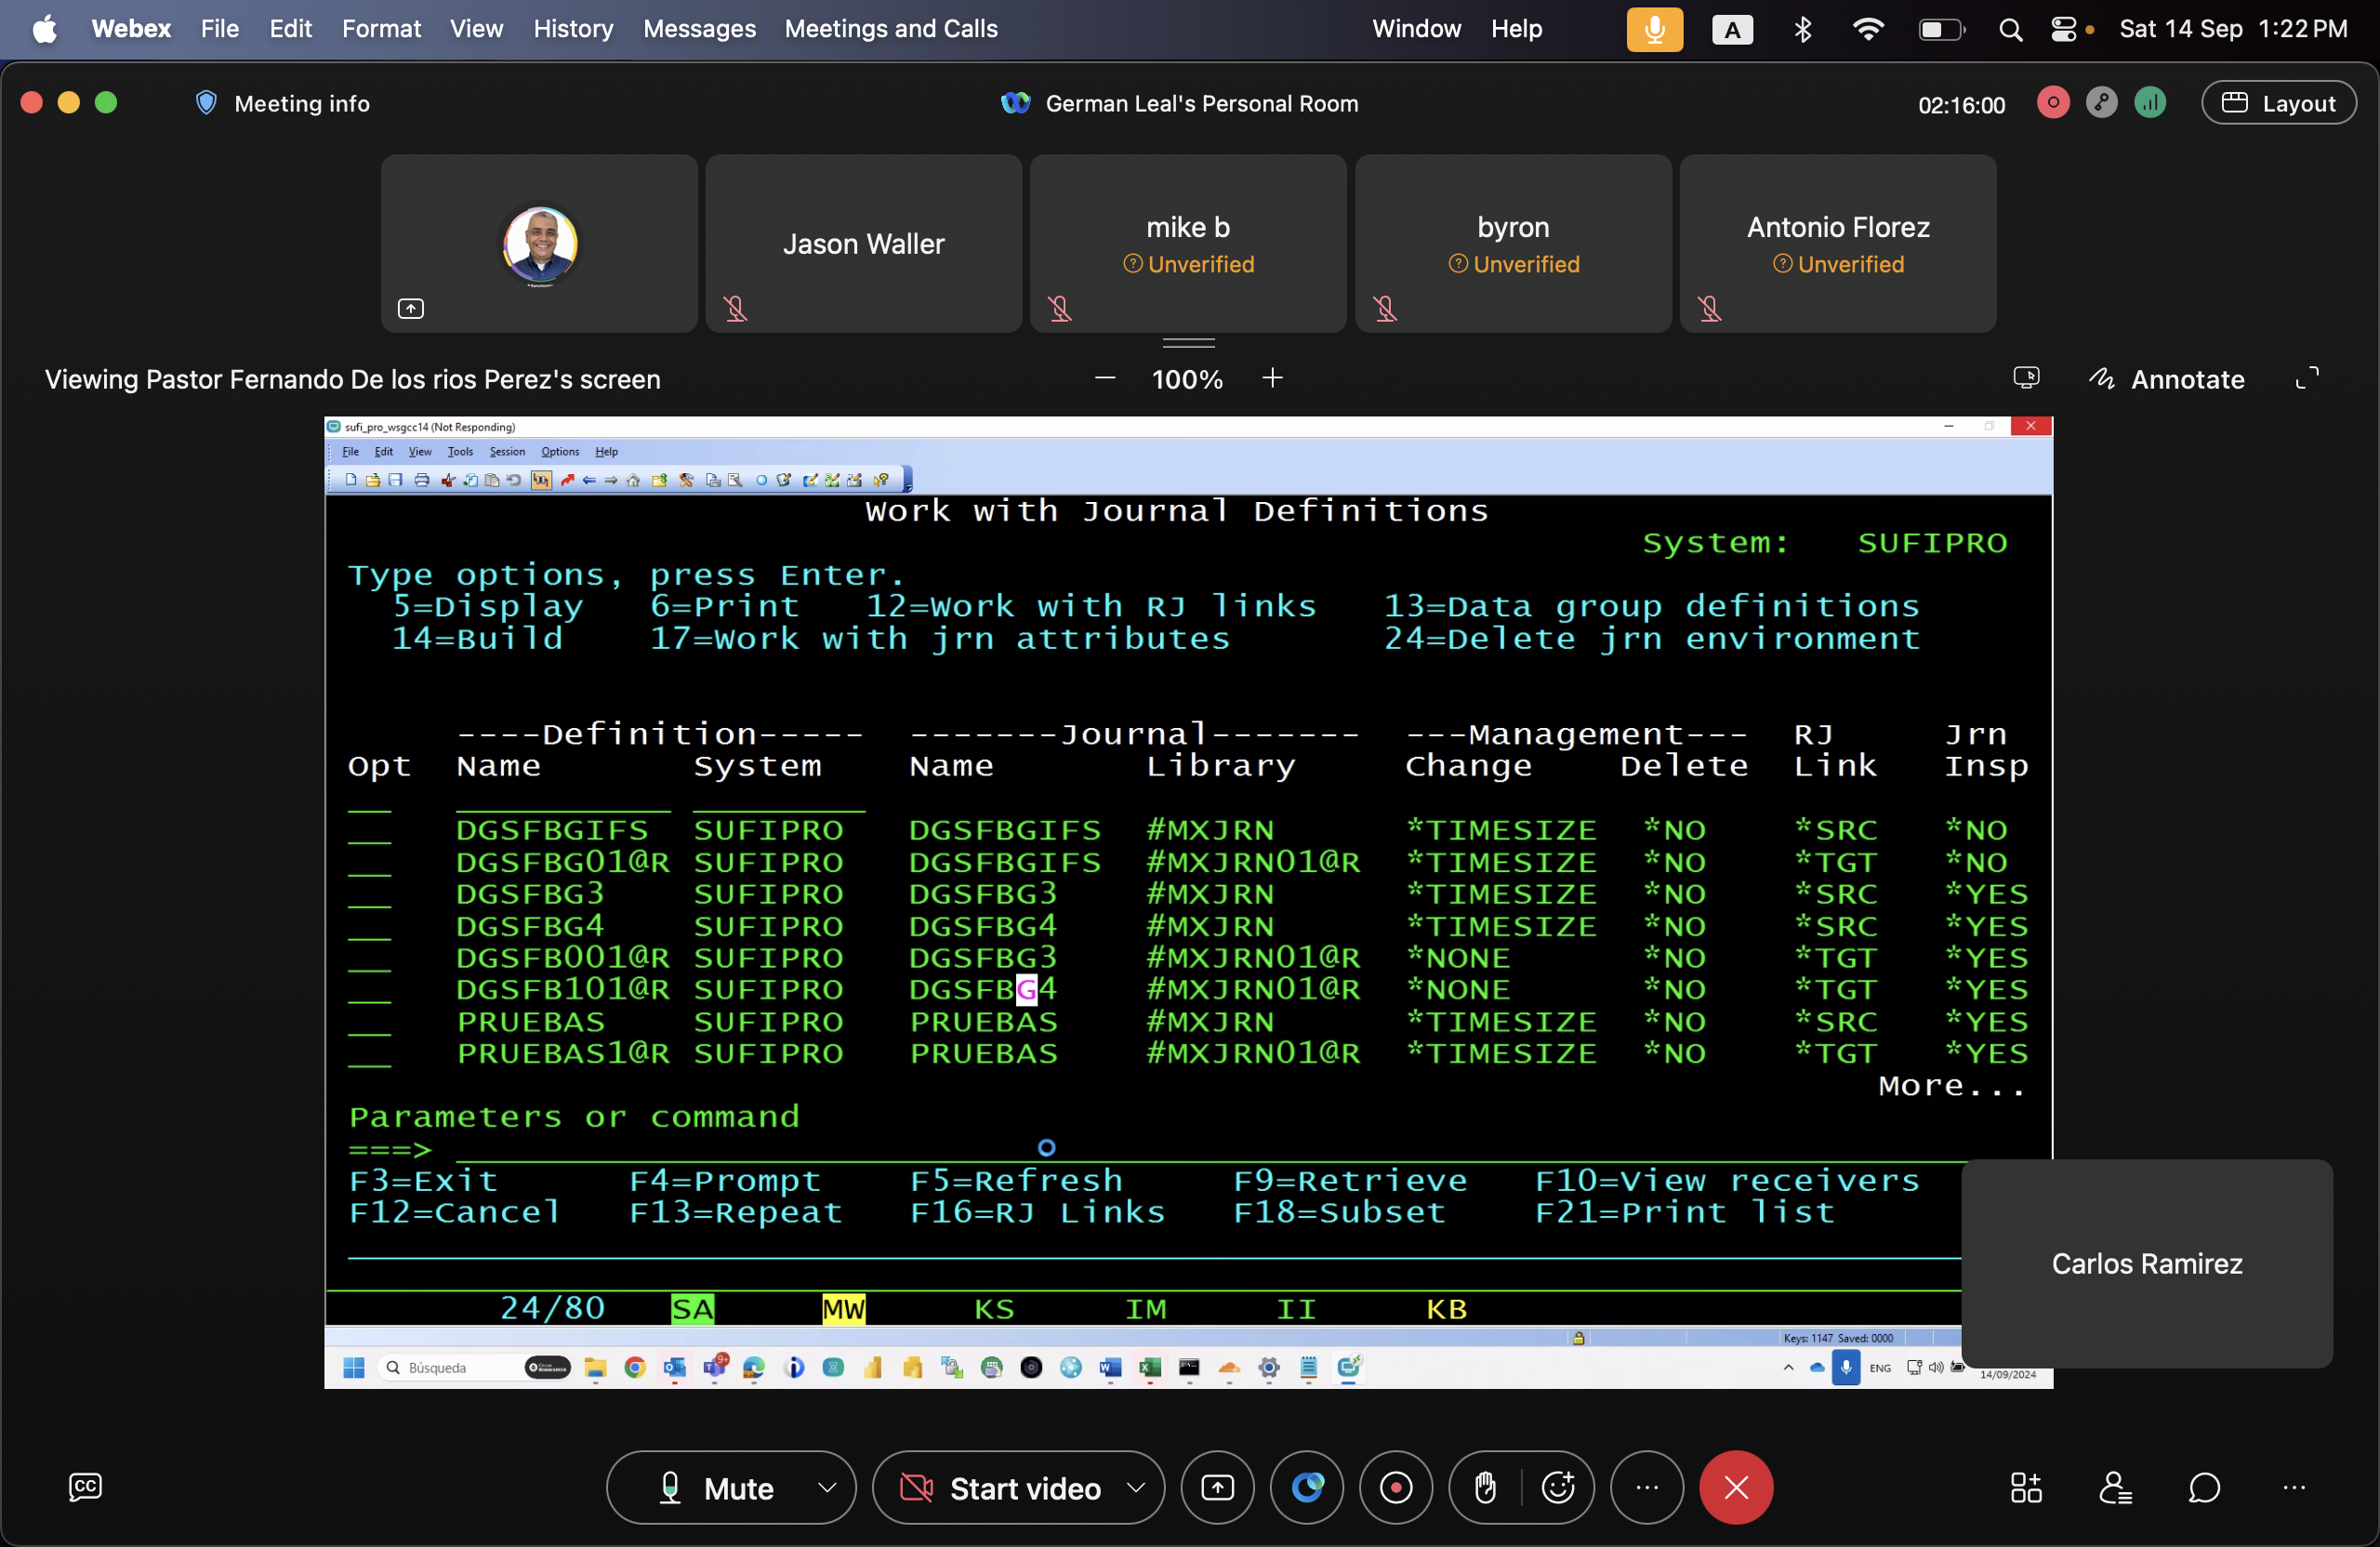 Webex File Edit Format View History Messages Meetings and Calls Window Help A Sat 14 Sep 1:22 PM
Meeting info German Leal's Personal Room 02:16:00 Layout
Jason Waller
mike b
Unverified
byron
Unverified
Antonio Florez
Unverified
Viewing Pastor Fernando De los rios Perez's screen 100% Annotate
sufi_pro_wsgcc14 (Not Responding)
File Edit View Tools Session Options Help
Work with Journal Definitions
System: SUFIPRO
Type options, press Enter.
5=Display 6=Print 12=Work with RJ links 13=Data group definitions
14=Build 17=Work with jrn attributes 24=Delete jrn environment
----Definition----- -------Journal------- ---Management--- RJ Jrn
Opt Name System Name Library Change Delete Link Insp
DGSFBGIFS SUFIPRO DGSFBGIFS #MXJRN *TIMESIZE *NO *SRC *NO
DGSFBG01@R SUFIPRO DGSFBGIFS #MXJRN01@R *TIMESIZE *NO *TGT *NO
DGSFBG3 SUFIPRO DGSFBG3 #MXJRN *TIMESIZE *NO *SRC *YES
DGSFBG4 SUFIPRO DGSFBG4 #MXJRN *TIMESIZE *NO *SRC *YES
DGSFB001@R SUFIPRO DGSFBG3 #MXJRN01@R *NONE *NO *TGT *YES
DGSFB101@R SUFIPRO DGSFBG4 #MXJRN01@R *NONE *NO *TGT *YES
PRUEBAS SUFIPRO PRUEBAS #MXJRN *TIMESIZE *NO *SRC *YES
PRUEBAS1@R SUFIPRO PRUEBAS #MXJRN01@R *TIMESIZE *NO *TGT *YES
More...
Parameters or command
===>
F3=Exit F4=Prompt F5=Refresh F9=Retrieve F10=View receivers
F12=Cancel F13=Repeat F16=RJ Links F18=Subset F21=Print list
Carlos Ramirez
24/80 SA MW KS IM II KB
Keys: 1147 Saved: 0000
Búsqueda 9+ ENG
14/09/2024
CC Mute Start video